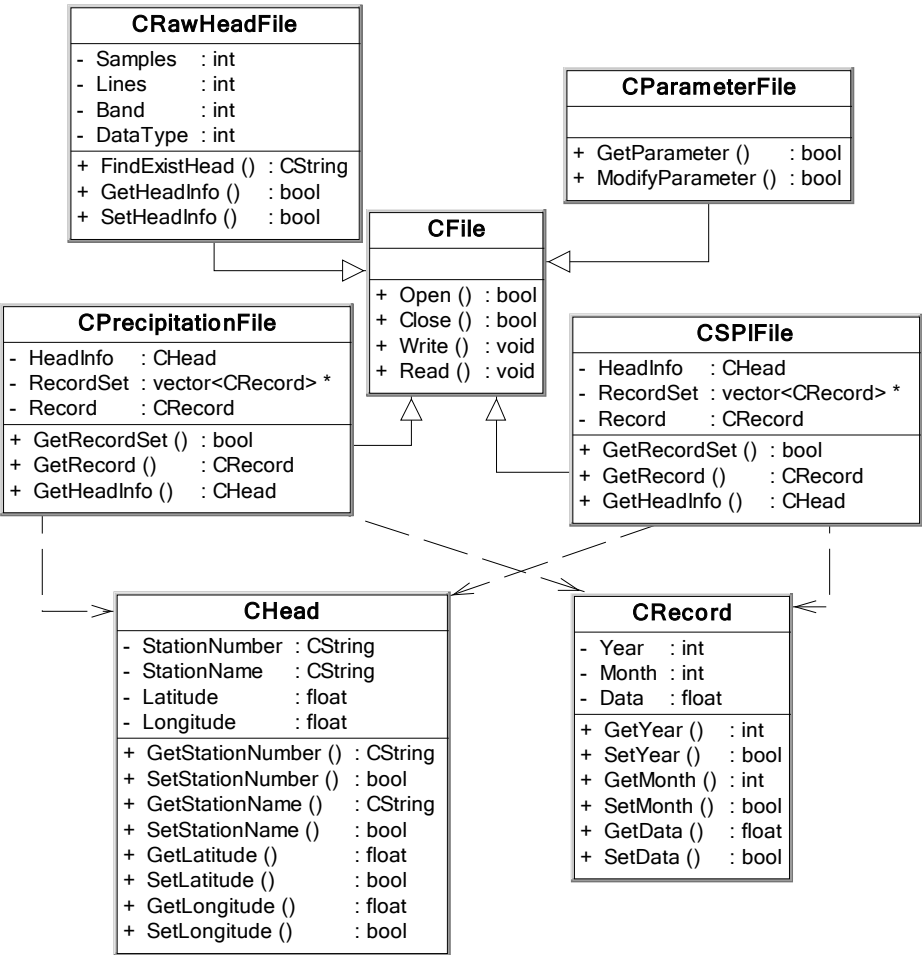 CRawHeadFile
- Samples : int
- Lines : int
- Band : int
- DataType : int
+ FindExistHead () : CString
+ GetHeadInfo () : bool
+ SetHeadInfo () : bool
CParameterFile
+ GetParameter () : bool
+ ModifyParameter () : bool
CFile
+ Open () : bool
+ Close () : bool
+ Write () : void
+ Read () : void
CPrecipitationFile
- HeadInfo : CHead
- RecordSet : vector<CRecord> *
- Record : CRecord
+ GetRecordSet () : bool
+ GetRecord () : CRecord
+ GetHeadInfo () : CHead
CSPIFile
- HeadInfo : CHead
- RecordSet : vector<CRecord> *
- Record : CRecord
+ GetRecordSet () : bool
+ GetRecord () : CRecord
+ GetHeadInfo () : CHead
CHead
- StationNumber : CString
- StationName : CString
- Latitude : float
- Longitude : float
+ GetStationNumber () : CString
+ SetStationNumber () : bool
+ GetStationName () : CString
+ SetStationName () : bool
+ GetLatitude () : float
+ SetLatitude () : bool
+ GetLongitude () : float
+ SetLongitude () : bool
CRecord
- Year : int
- Month : int
- Data : float
+ GetYear () : int
+ SetYear () : bool
+ GetMonth () : int
+ SetMonth () : bool
+ GetData () : float
+ SetData () : bool